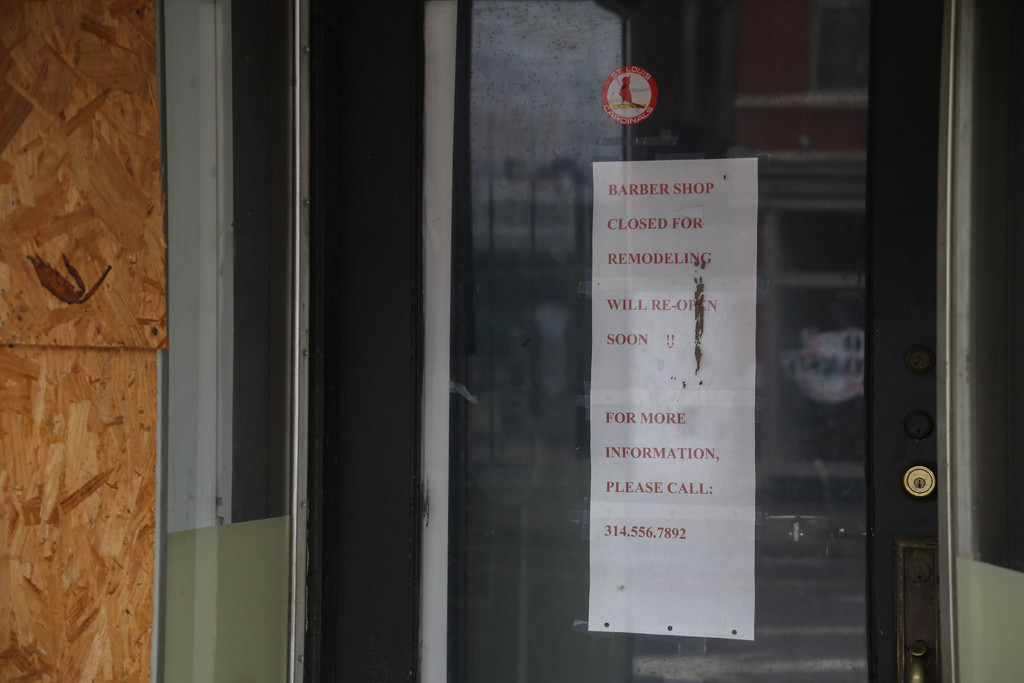 ST. LOUIS
CARDINALS
BARBER SHOP
CLOSED FOR
REMODELING
WILL RE-OPEN
SOON !!
FOR MORE
INFORMATION,
PLEASE CALL:
314.556.7892